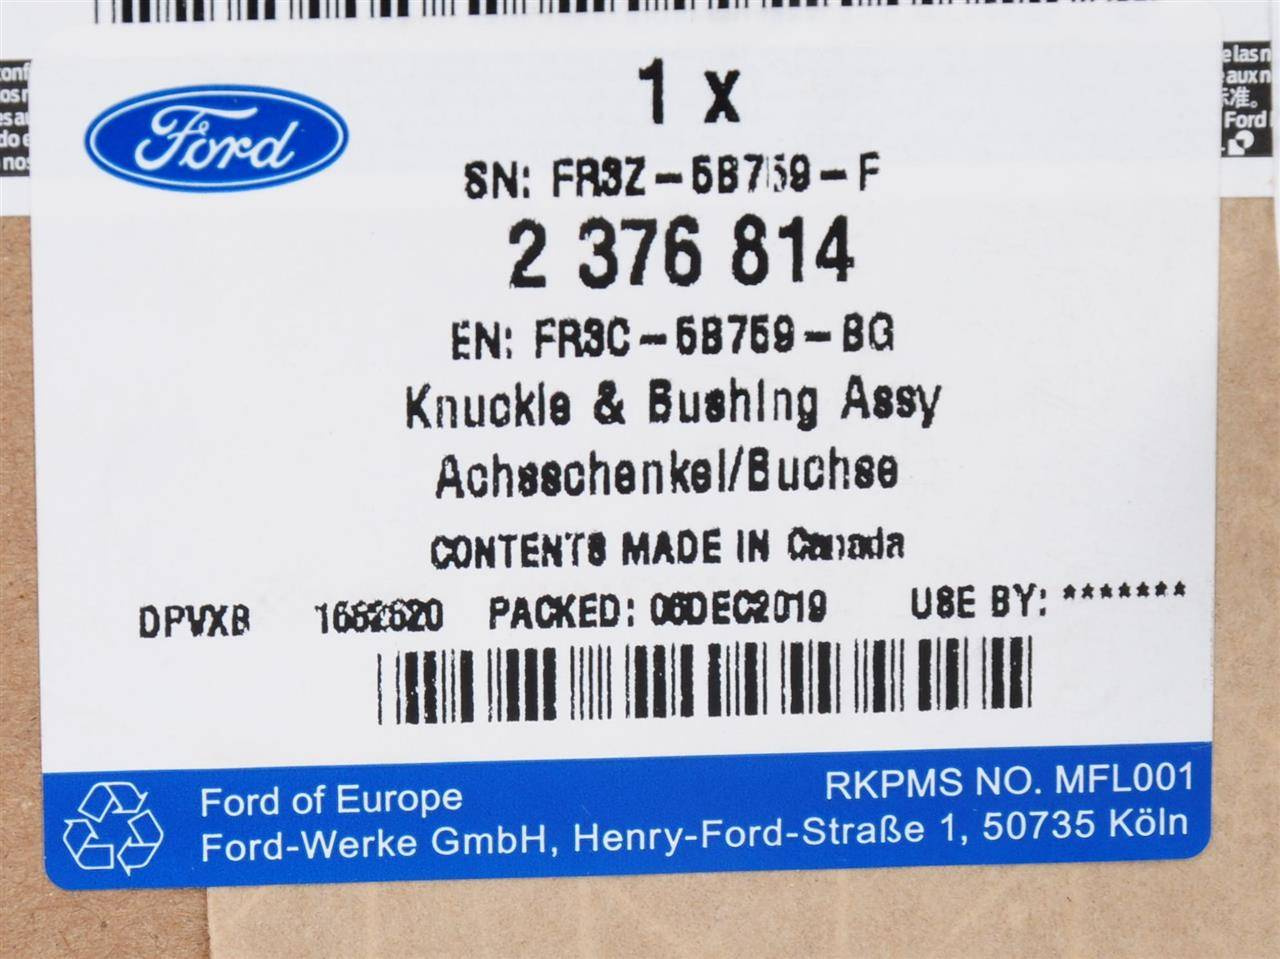 Ford
1 x
SN: FR3Z-5B759-F
2 376 814
EN: FR3C-5B759-BG
Knuckle & Bushing Assy
Achsschenkel/Buchse
CONTENTS MADE IN Canada
DPVXB PACKED: 06DEC2019 USE BY: *******
RKPMS NO. MFL001
Ford of Europe
Ford-Werke GmbH, Henry-Ford-Straße 1, 50735 Köln
Ford